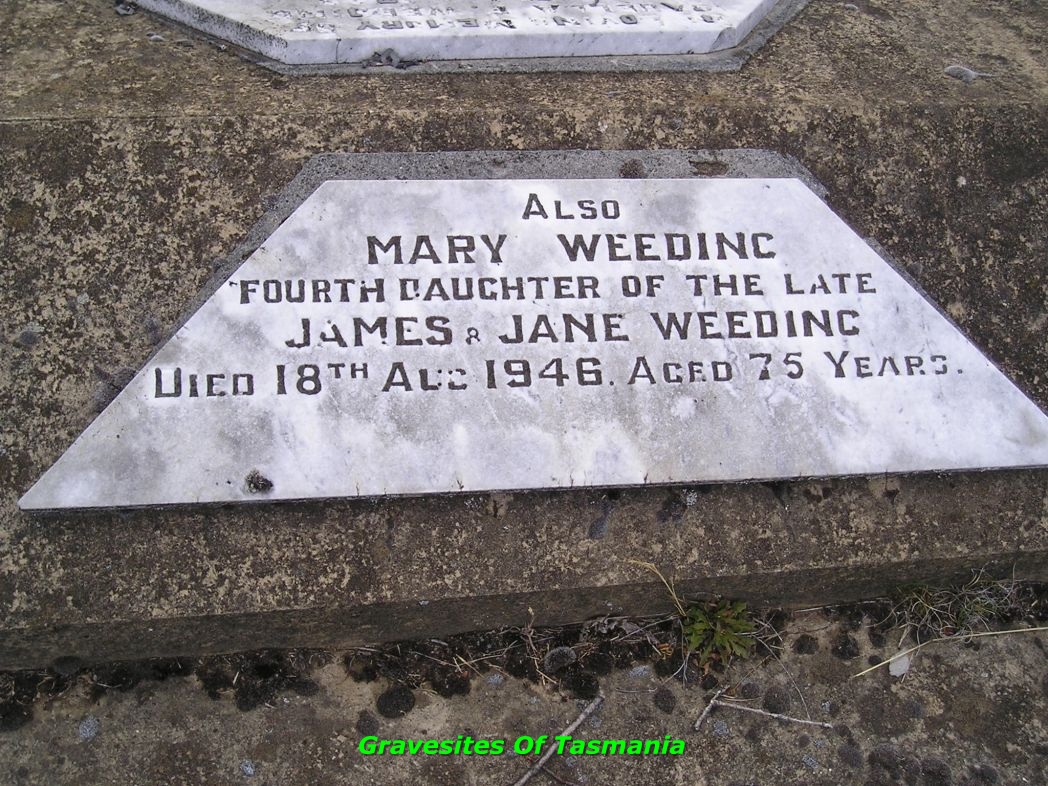 ALSO
MARY WEEDING
FOURTH DAUGHTER OF THE LATE
JAMES & JANE WEEDING
DIED 18TH AUG 1946. AGED 75 YEARS.
Gravesites Of Tasmania